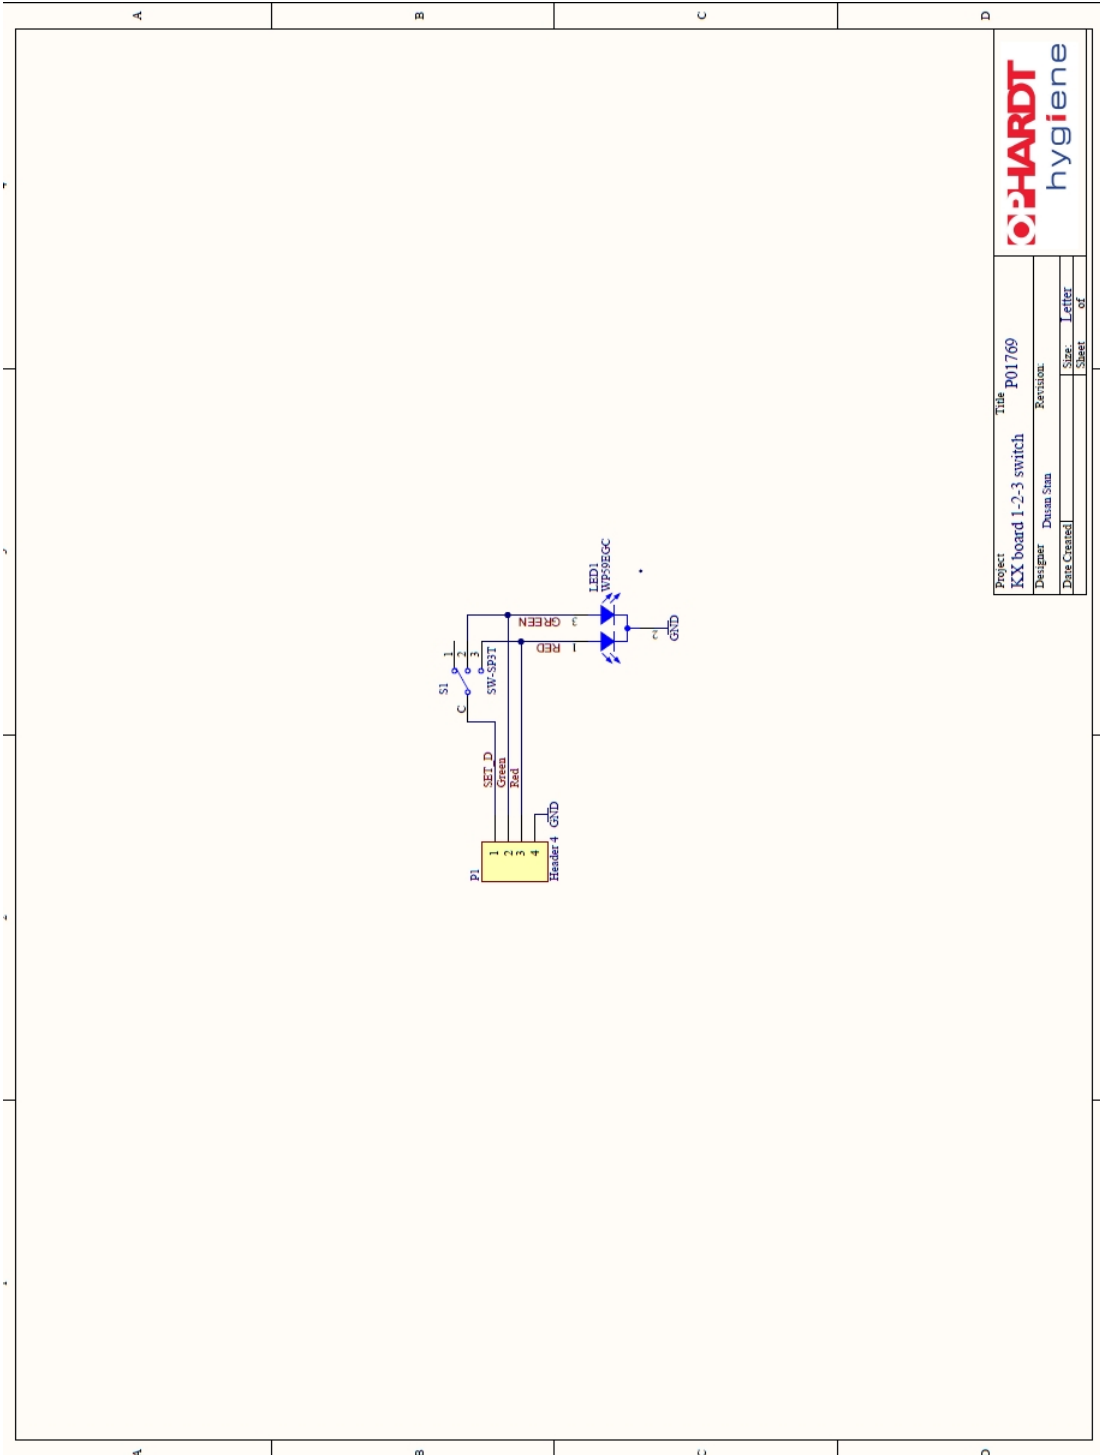 A
B
C
D
OPHARDT
hygiene
Project
KX board 1-2-3 switch
Title
P01769
Designer
Dusan Stan
Revision:
Date Created
Size:
Letter
Sheet
of
S1
1
2
3
C
SW-SP3T
GREEN
3
RED
1
LED1
WP59EGC
2
GND
SET_D
Green
Red
P1
1
2
3
4
Header 4
GND
A
B
C
D